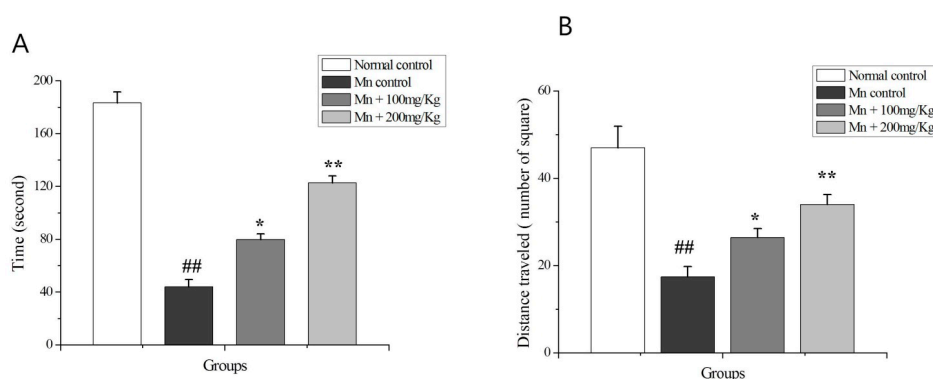 A
Normal control
Mn control
Mn + 100mg/Kg
Mn + 200mg/Kg
200
160
120
80
40
0
Time (second)
##
*
**
Groups
B
Normal control
Mn control
Mn + 100mg/Kg
Mn + 200mg/Kg
60
40
20
0
Distance traveled ( number of square)
##
*
**
Groups